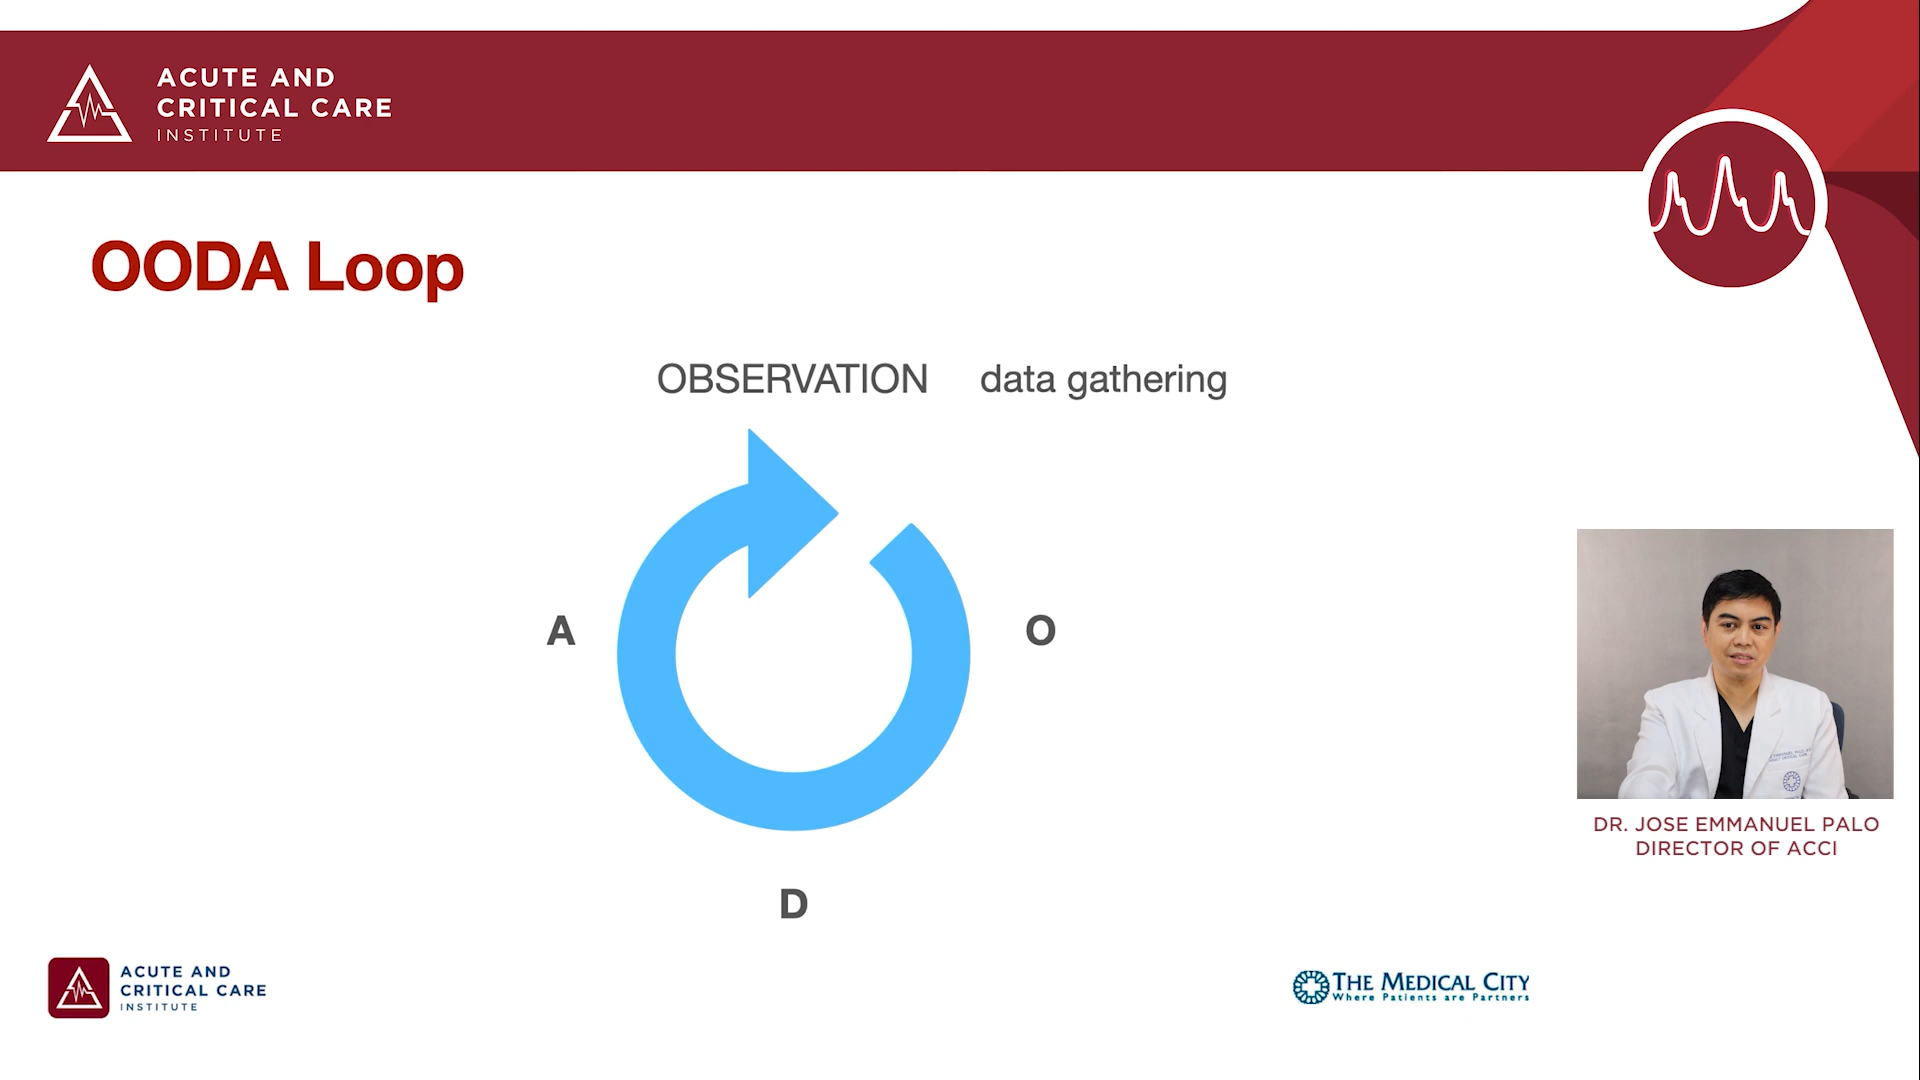 ACUTE AND
CRITICAL CARE
INSTITUTE
OODA Loop
OBSERVATION data gathering
A
O
D
DR. JOSE EMMANUEL PALO
DIRECTOR OF ACCI
ACUTE AND
CRITICAL CARE
INSTITUTE
THE MEDICAL CITY
Where Patients are Partners